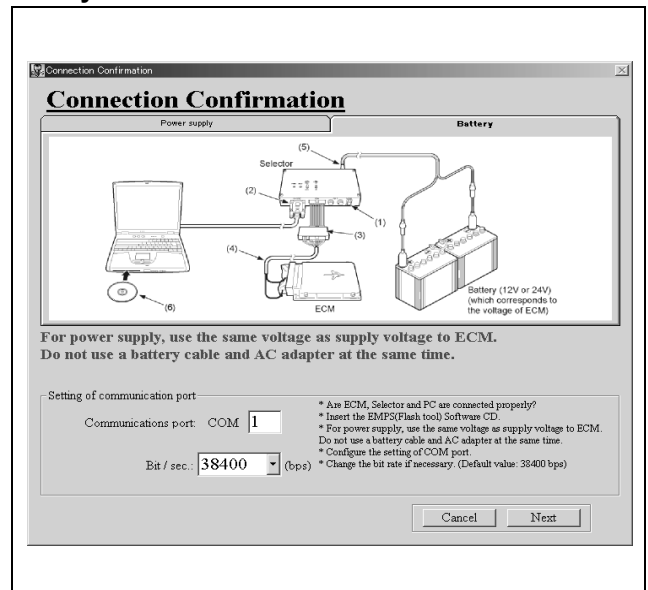 Connection Confirmation
Connection Confirmation
Power supply
Battery
(5)
Selector
(2)
(1)
(3)
(4)
Battery (12V or 24V)
(which corresponds to
the voltage of ECM)
(6)
ECM
For power supply, use the same voltage as supply voltage to ECM.
Do not use a battery cable and AC adapter at the same time.
Setting of communication port
Communications port: COM 1
Bit / sec.: 38400 (bps)
* Are ECM, Selector and PC are connected properly?
* Insert the EMPS(Flash tool) Software CD.
* For power supply, use the same voltage as supply voltage to ECM.
Do not use a battery cable and AC adapter at the same time.
* Configure the setting of COM port.
* Change the bit rate if necessary. (Default value: 38400 bps)
Cancel
Next